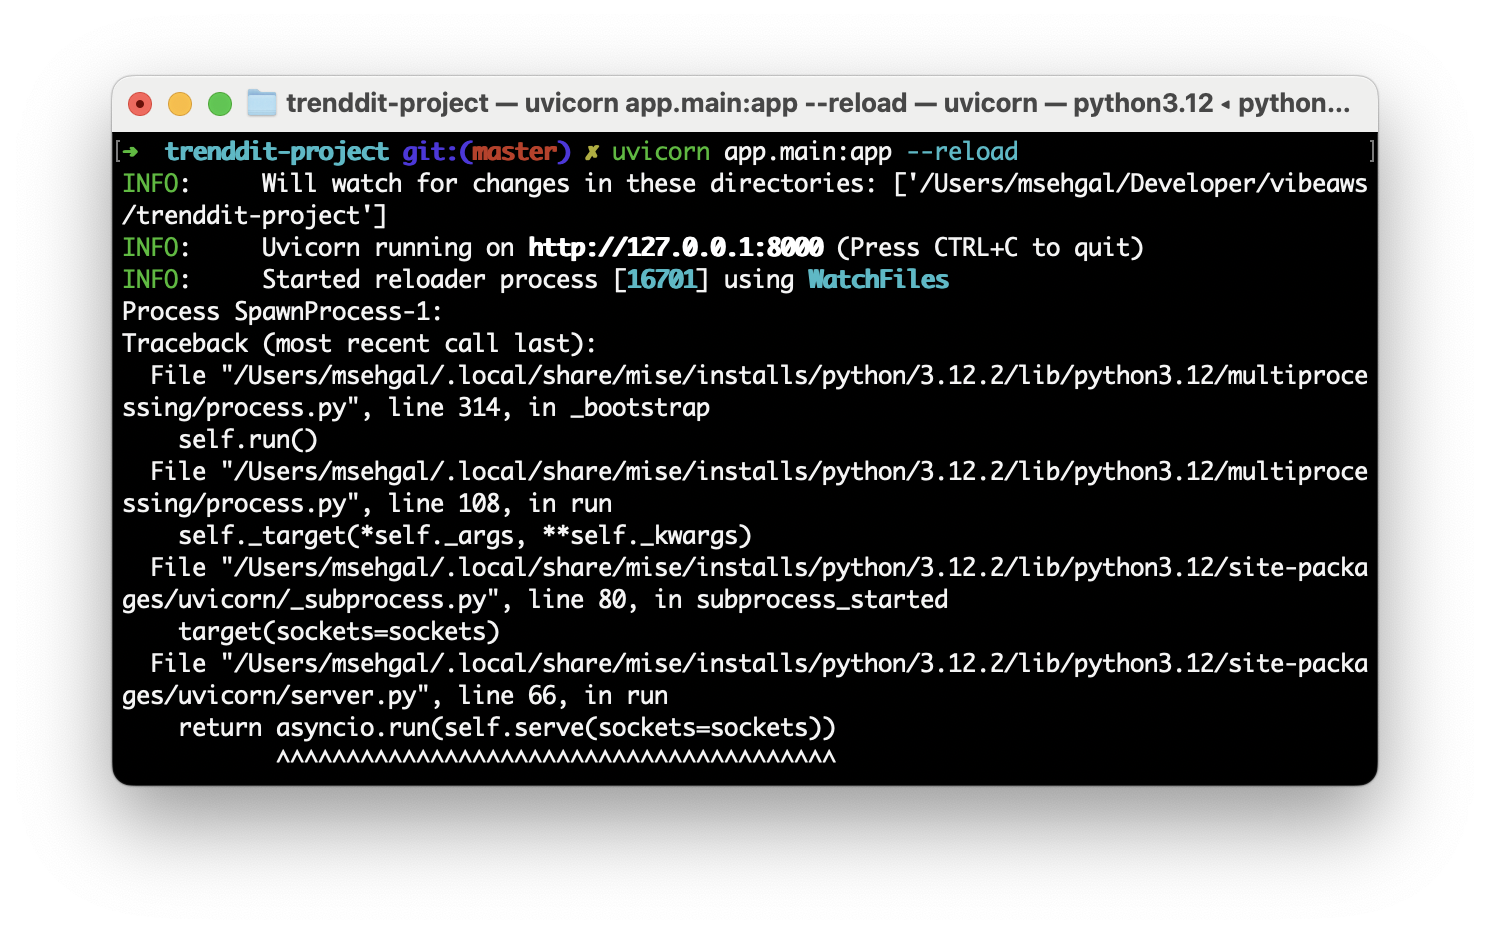 trenddit-project — uvicorn app.main:app --reload — uvicorn — python3.12 ◂ python...
[➜  trenddit-project git:(master) ✗ uvicorn app.main:app --reload ]
INFO:     Will watch for changes in these directories: ['/Users/msehgal/Developer/vibeaws
/trenddit-project']
INFO:     Uvicorn running on http://127.0.0.1:8000 (Press CTRL+C to quit)
INFO:     Started reloader process [16701] using WatchFiles
Process SpawnProcess-1:
Traceback (most recent call last):
  File "/Users/msehgal/.local/share/mise/installs/python/3.12.2/lib/python3.12/multiproce
ssing/process.py", line 314, in _bootstrap
    self.run()
  File "/Users/msehgal/.local/share/mise/installs/python/3.12.2/lib/python3.12/multiproce
ssing/process.py", line 108, in run
    self._target(*self._args, **self._kwargs)
  File "/Users/msehgal/.local/share/mise/installs/python/3.12.2/lib/python3.12/site-packa
ges/uvicorn/_subprocess.py", line 80, in subprocess_started
    target(sockets=sockets)
  File "/Users/msehgal/.local/share/mise/installs/python/3.12.2/lib/python3.12/site-packa
ges/uvicorn/server.py", line 66, in run
    return asyncio.run(self.serve(sockets=sockets))
           ^^^^^^^^^^^^^^^^^^^^^^^^^^^^^^^^^^^^^^^^